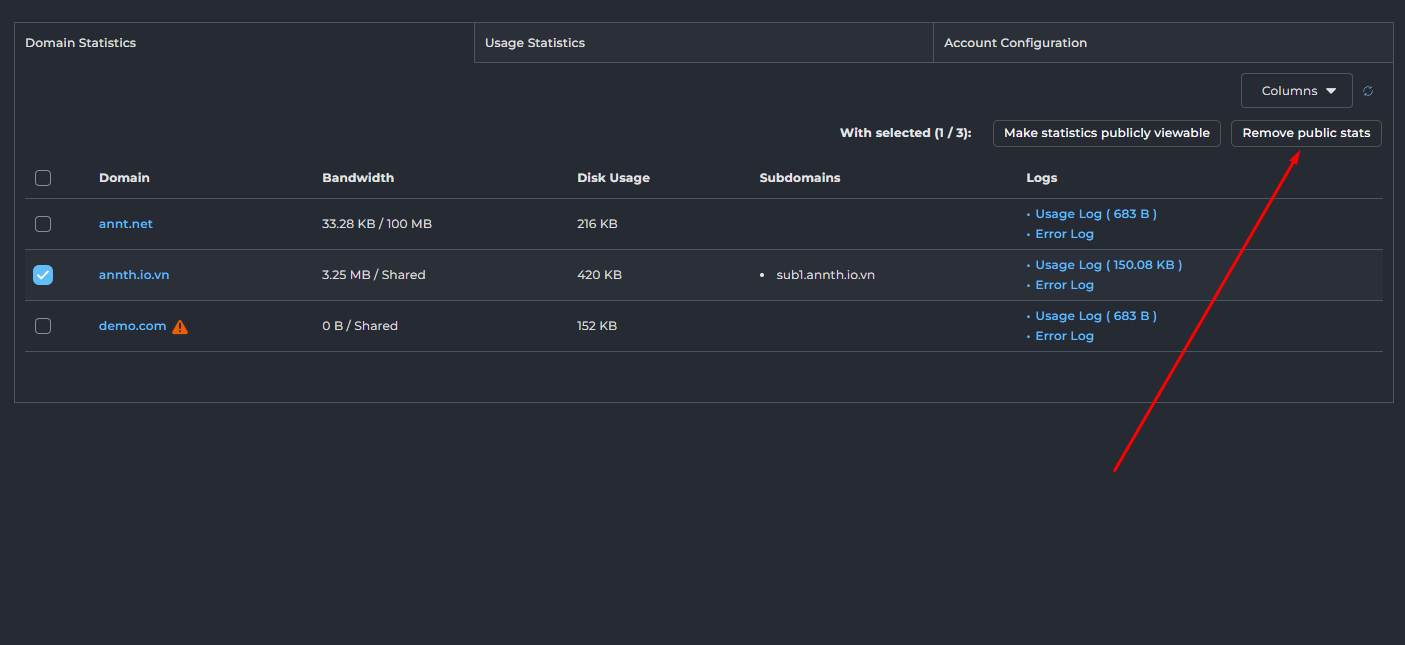 Domain Statistics Usage Statistics Account Configuration
Columns
With selected (1 / 3): Make statistics publicly viewable Remove public stats
Domain Bandwidth Disk Usage Subdomains Logs
annt.net 33.28 KB / 100 MB 216 KB
Usage Log ( 683 B )
Error Log
annth.io.vn 3.25 MB / Shared 420 KB • sub1.annth.io.vn
Usage Log ( 150.08 KB )
Error Log
demo.com 0 B / Shared 152 KB
Usage Log ( 683 B )
Error Log